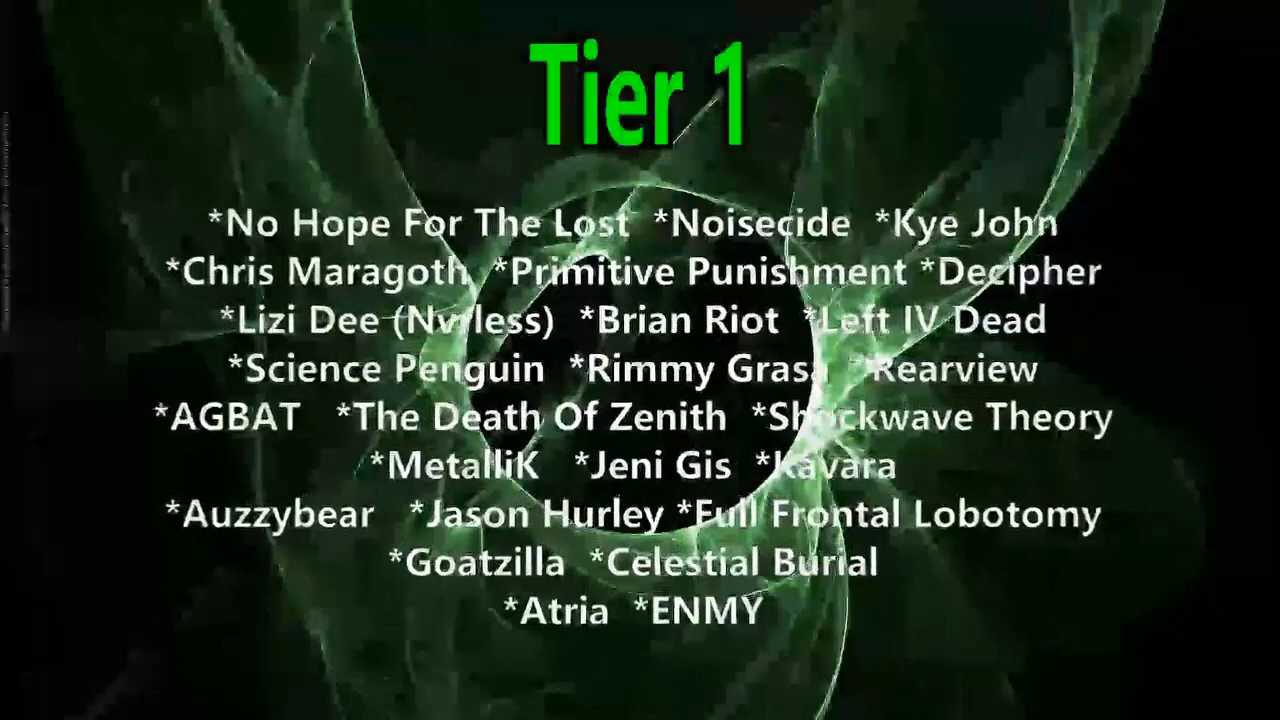 Tier 1
*No Hope For The Lost *Noisecide *Kye John
*Chris Maragoth *Primitive Punishment *Decipher
*Lizi Dee (Nvrless) *Brian Riot *Left IV Dead
*Science Penguin *Rimmy Grasa *Rearview
*AGBAT *The Death Of Zenith *Shockwave Theory
*MetalliK *Jeni Gis *Kavara
*Auzzybear *Jason Hurley *Full Frontal Lobotomy
*Goatzilla *Celestial Burial
*Atria *ENMY